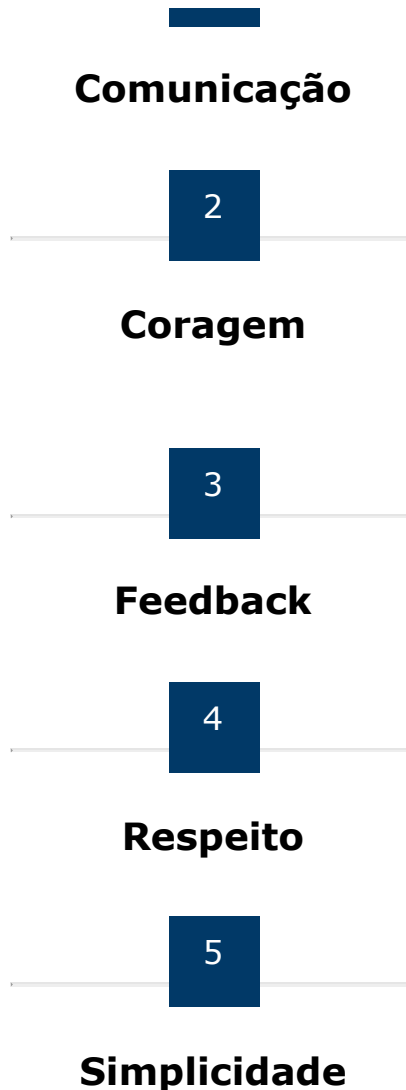 Comunicação
2
Coragem
3
Feedback
4
Respeito
5
Simplicidade